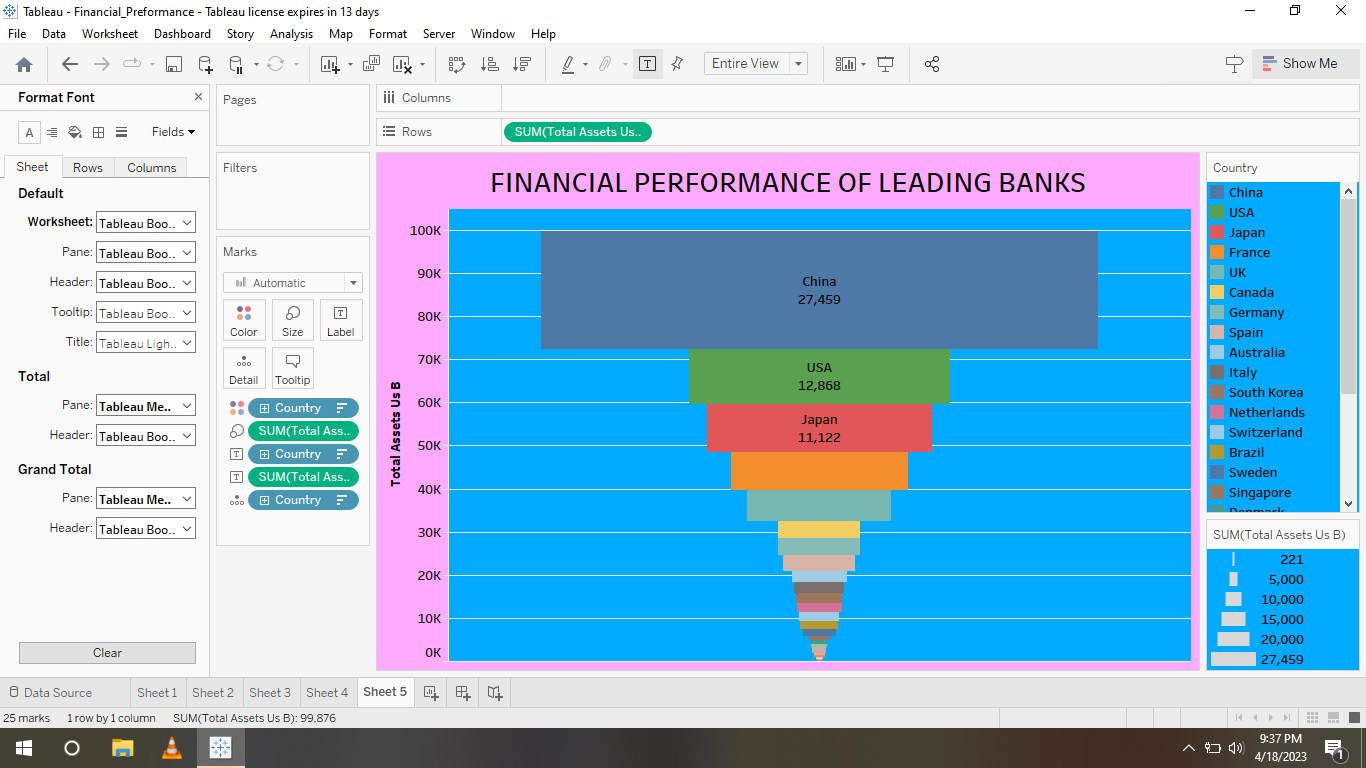 Tableau - Financial_Preformance - Tableau license expires in 13 days
File Data Worksheet Dashboard Story Analysis Map Format Server Window Help
Entire View
Show Me
Format Font
Fields
Sheet Rows Columns
Default
Worksheet: Tableau Boo..
Pane: Tableau Boo..
Header: Tableau Boo..
Tooltip: Tableau Boo..
Title: Tableau Ligh..
Total
Pane: Tableau Me..
Header: Tableau Boo..
Grand Total
Pane: Tableau Me..
Header: Tableau Boo..
Clear
Pages
Filters
Marks
Automatic
Color Size Label
Detail Tooltip
Country
SUM(Total Ass..
Country
SUM(Total Ass..
Country
Columns
Rows SUM(Total Assets Us..
FINANCIAL PERFORMANCE OF LEADING BANKS
Total Assets Us B
100K
90K
80K
70K
60K
50K
40K
30K
20K
10K
0K
China
27,459
USA
12,868
Japan
11,122
Country
China
USA
Japan
France
UK
Canada
Germany
Spain
Australia
Italy
South Korea
Netherlands
Switzerland
Brazil
Sweden
Singapore
Denmark
SUM(Total Assets Us B)
221
5,000
10,000
15,000
20,000
27,459
Data Source Sheet 1 Sheet 2 Sheet 3 Sheet 4 Sheet 5
25 marks 1 row by 1 column SUM(Total Assets Us B): 99,876
9:37 PM
4/18/2023
1